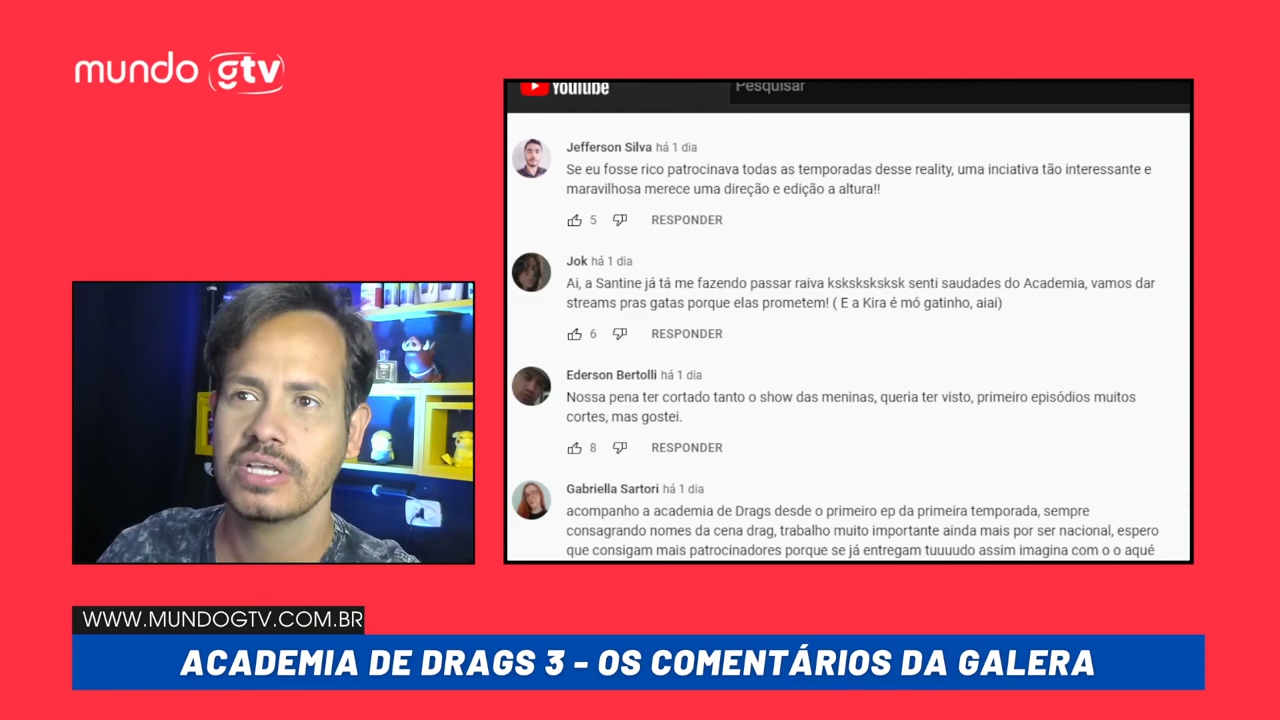 mundo gtv
YouTube
Pesquisar
Jefferson Silva há 1 dia
Se eu fosse rico patrocinava todas as temporadas desse reality, uma inciativa tão interessante e
maravilhosa merece uma direção e edição a altura!!
5 RESPONDER
Jok há 1 dia
Ai, a Santine já tá me fazendo passar raiva ksksksksksk senti saudades do Academia, vamos dar
streams pras gatas porque elas prometem! ( E a Kira é mó gatinho, aiai)
6 RESPONDER
Ederson Bertolli há 1 dia
Nossa pena ter cortado tanto o show das meninas, queria ter visto, primeiro episódios muitos
cortes, mas gostei.
8 RESPONDER
Gabriella Sartori há 1 dia
acompanho a academia de Drags desde o primeiro ep da primeira temporada, sempre
consagrando nomes da cena drag, trabalho muito importante ainda mais por ser nacional, espero
que consigam mais patrocinadores porque se já entregam tuuuudo assim imagina com o o aqué
WWW.MUNDOGTV.COM.BR
ACADEMIA DE DRAGS 3 - OS COMENTÁRIOS DA GALERA